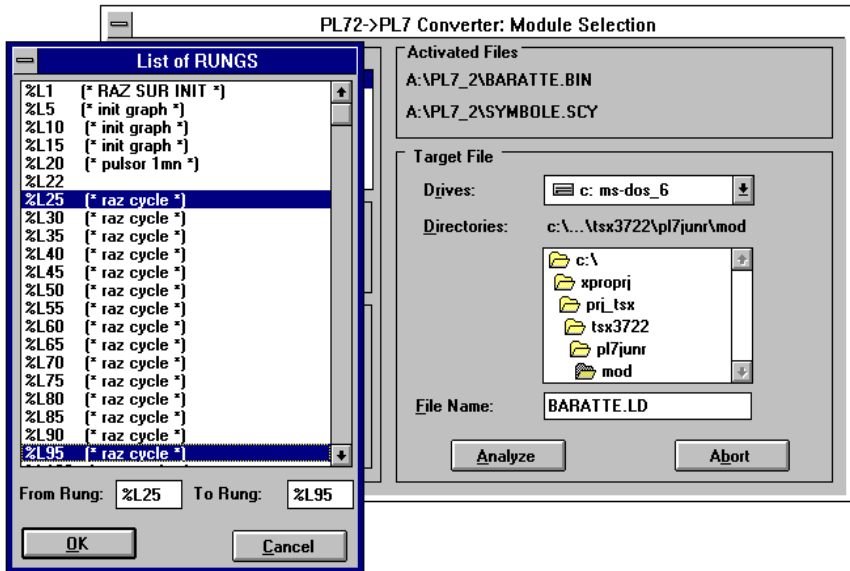 PL72->PL7 Converter: Module Selection
List of RUNGS
%L1 (* RAZ SUR INIT *)
%L5 (* init graph *)
%L10 (* init graph *)
%L15 (* init graph *)
%L20 (* pulsor 1mn *)
%L22
%L25 (* raz cycle *)
%L30 (* raz cycle *)
%L35 (* raz cycle *)
%L40 (* raz cycle *)
%L45 (* raz cycle *)
%L50 (* raz cycle *)
%L55 (* raz cycle *)
%L60 (* raz cycle *)
%L65 (* raz cycle *)
%L70 (* raz cycle *)
%L75 (* raz cycle *)
%L80 (* raz cycle *)
%L85 (* raz cycle *)
%L90 (* raz cycle *)
%L95 (* raz cycle *)
From Rung: %L25 To Rung: %L95
OK Cancel
Activated Files
A:\PL7_2\BARATTE.BIN
A:\PL7_2\SYMBOLE.SCY
Target File
Drives: c: ms-dos_6
Directories: c:\...\tsx3722\pl7junr\mod
c:\
xproprj
prj_tsx
tsx3722
pl7junr
mod
File Name: BARATTE.LD
Analyze Abort